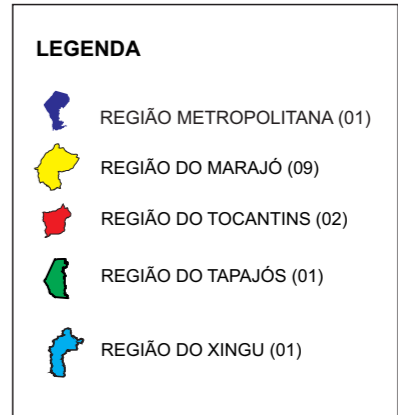 LEGENDA
REGIÃO METROPOLITANA (01)
REGIÃO DO MARAJÓ (09)
REGIÃO DO TOCANTINS (02)
REGIÃO DO TAPAJÓS (01)
REGIÃO DO XINGU (01)